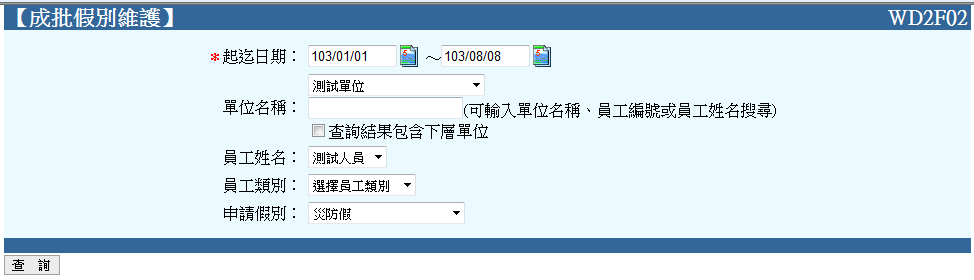 【成批假別維護】 WD2F02
*起迄日期： 103/01/01 ～ 103/08/08
測試單位
單位名稱： (可輸入單位名稱、員工編號或員工姓名搜尋)
查詢結果包含下層單位
員工姓名： 測試人員
員工類別： 選擇員工類別
申請假別： 災防假
查 詢